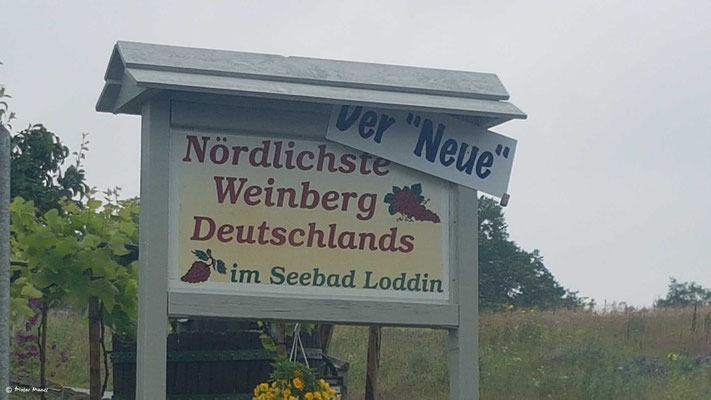 Der "Neue"
Nördlichste
Weinberg
Deutschlands
im Seebad Loddin